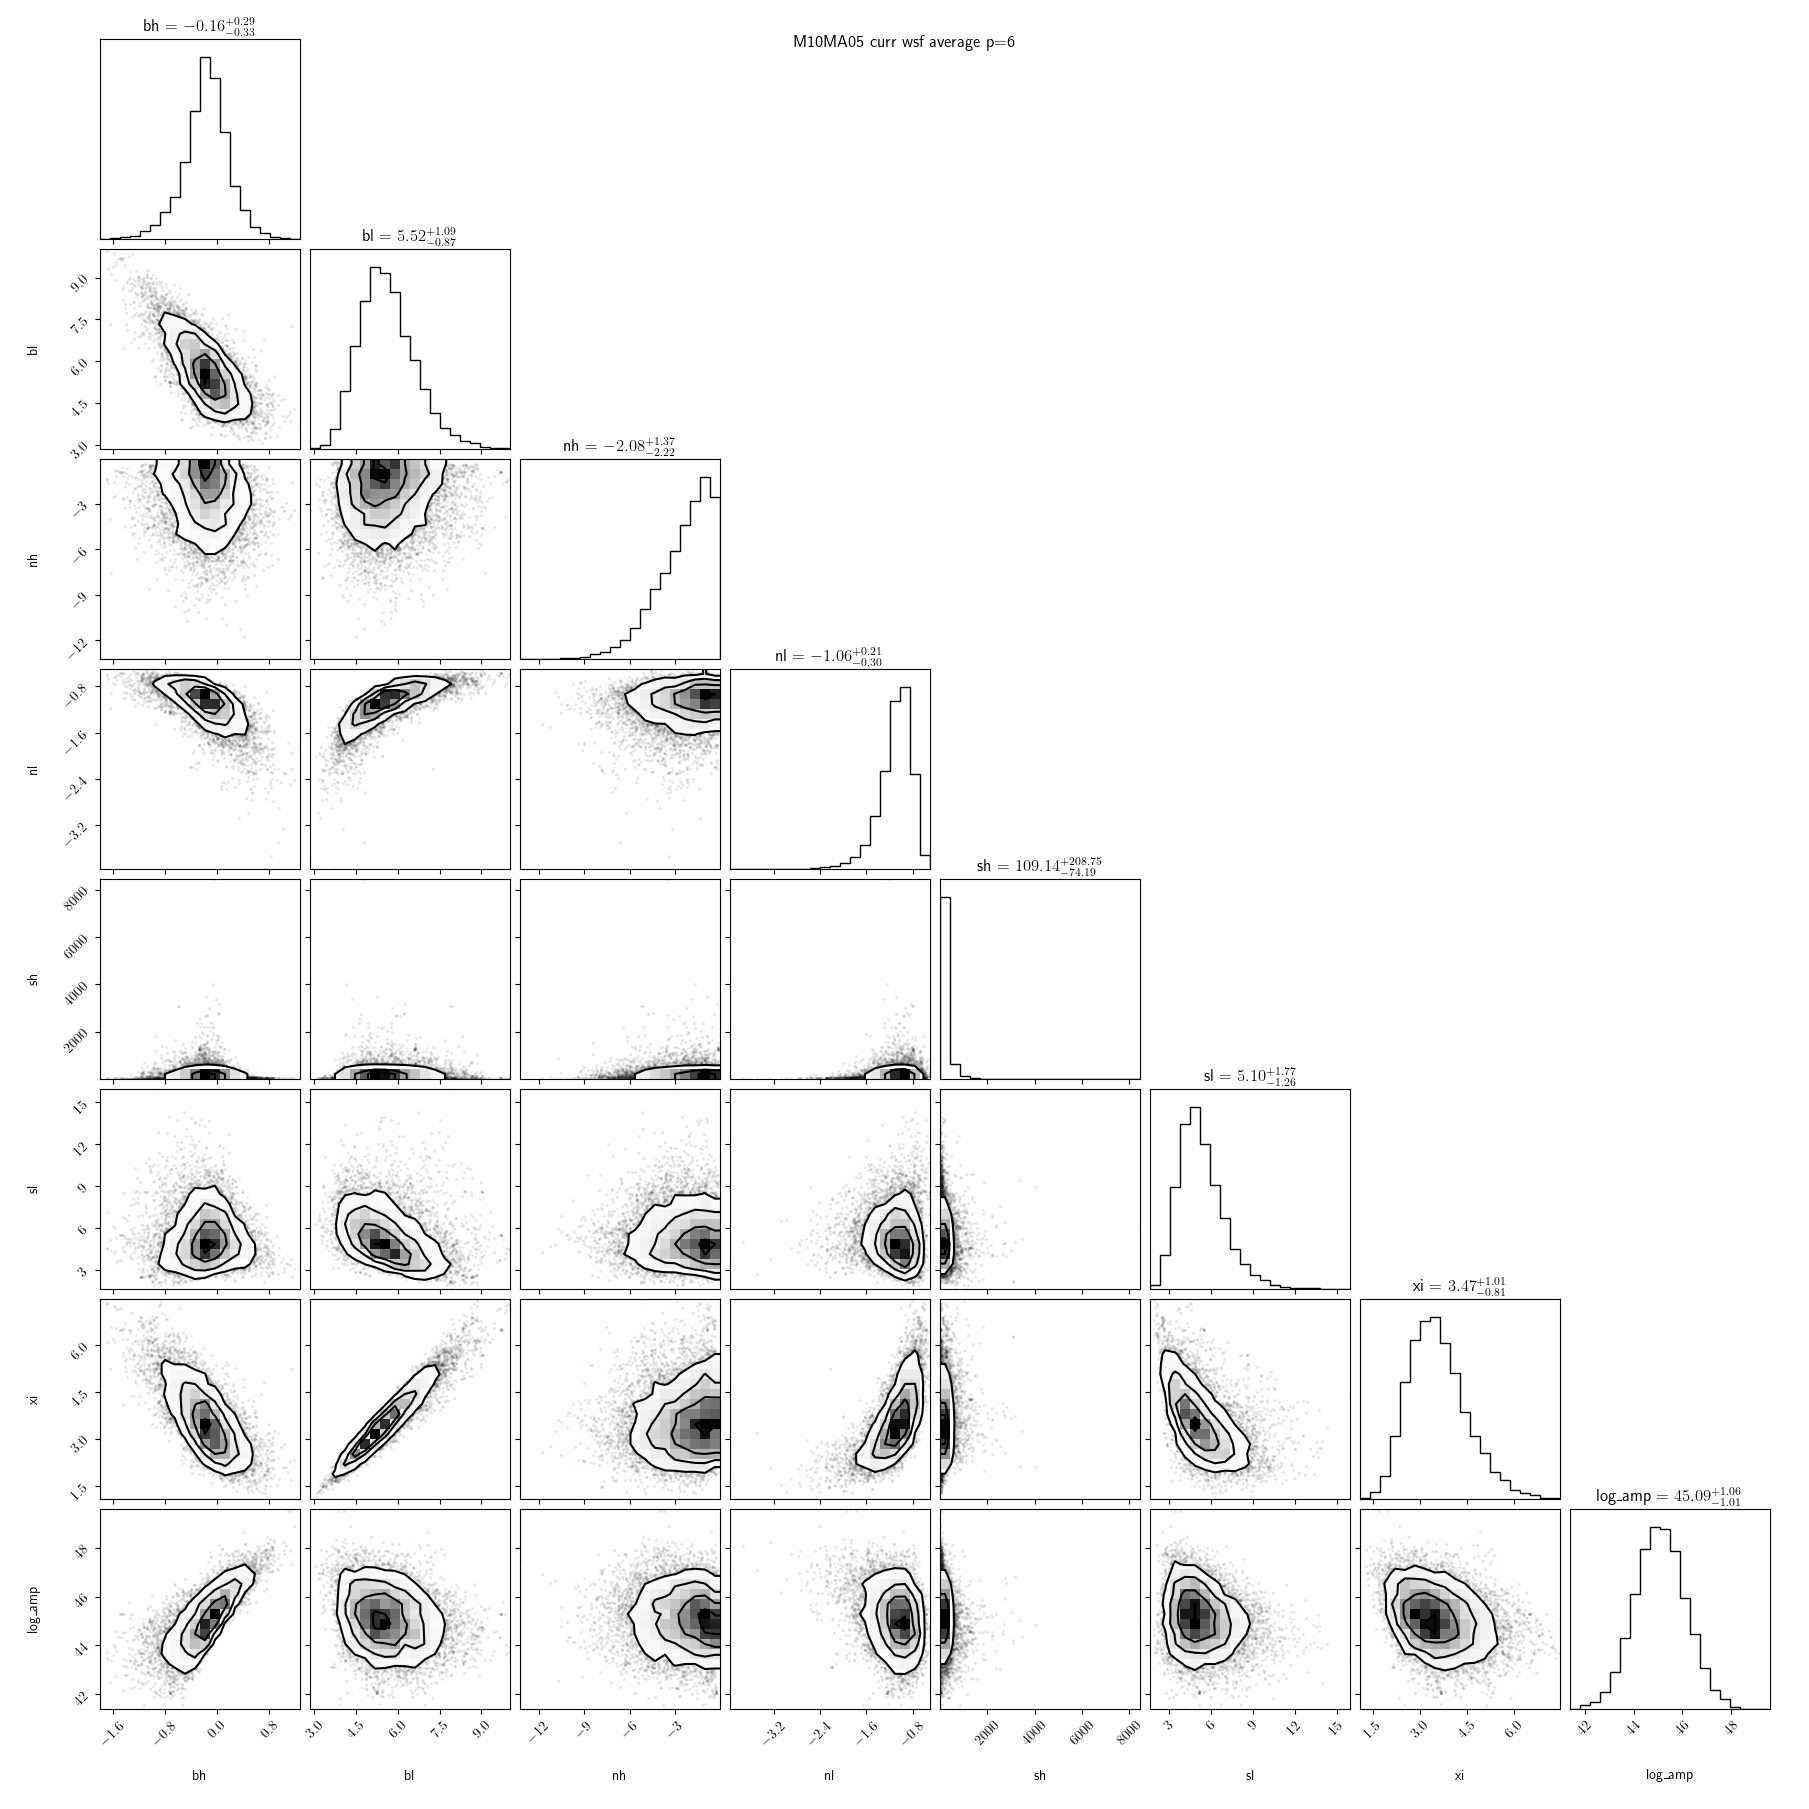 M10MA05 curr wsf average p=6
bh = −0.16+0.29 −0.33
bl = 5.52+1.09 −0.87
9.0
7.5
6.0
4.5
3.0
bl
nh = −2.08+1.37 −2.22
−3
−6
−9
−12
nh
nl = −1.06+0.21 −0.30
−0.8
−1.6
−2.4
−3.2
nl
sh = 109.14+208.75 −74.19
8000
6000
4000
2000
sh
sl = 5.10+1.77 −1.26
15
12
9
6
3
sl
xi = 3.47+1.01 −0.81
6.0
4.5
3.0
1.5
xi
log_amp = 45.09+1.06 −1.01
48
46
44
42
log_amp
−1.6 −0.8 0.0 0.8 3.0 4.5 6.0 7.5 9.0 −12 −9 −6 −3 −3.2 −2.4 −1.6 −0.8 2000 4000 6000 8000 3 6 9 12 15 1.5 3.0 4.5 6.0 42 44 46 48
bh bl nh nl sh sl xi log_amp